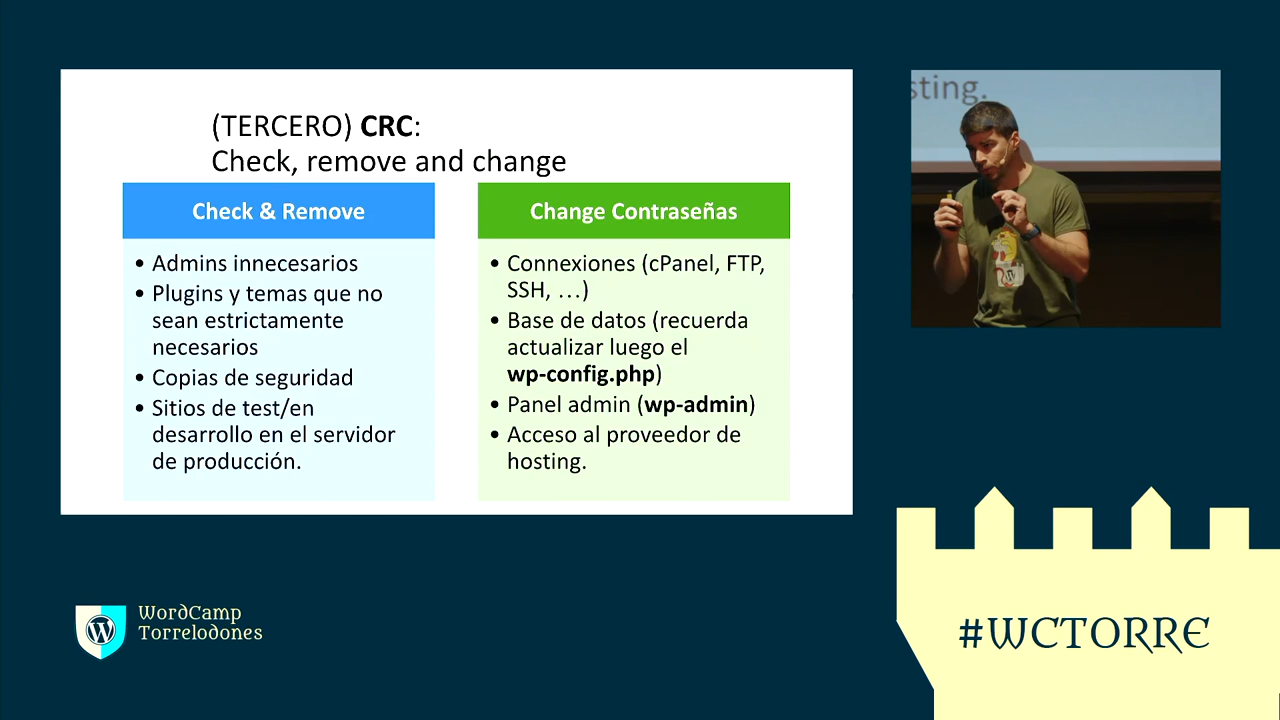 (TERCERO) CRC:
Check, remove and change
Check & Remove
• Admins innecesarios
• Plugins y temas que no
sean estrictamente
necesarios
• Copias de seguridad
• Sitios de test/en
desarrollo en el servidor
de producción.
Change Contraseñas
• Connexiones (cPanel, FTP,
SSH, …)
• Base de datos (recuerda
actualizar luego el
wp-config.php)
• Panel admin (wp-admin)
• Acceso al proveedor de
hosting.
sting.
WordCamp
Torrelodones
#WCTORRE